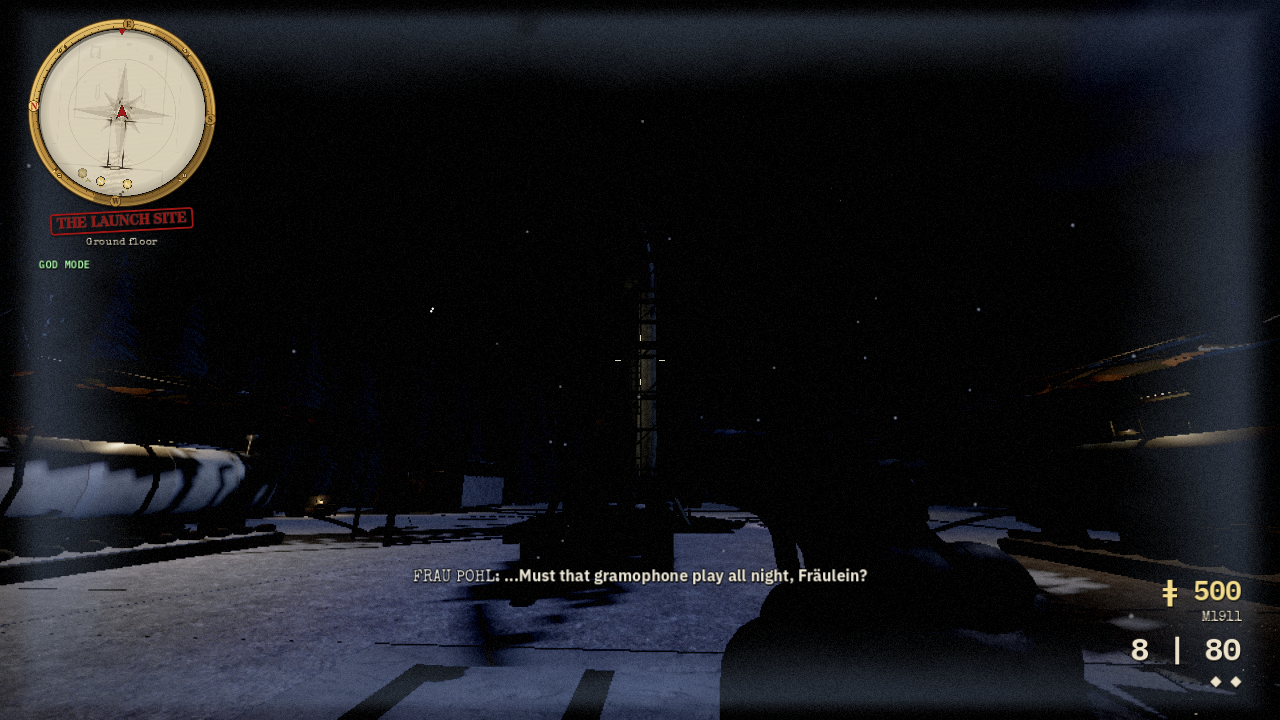 E
N
S
W
THE LAUNCH SITE
Ground floor
GOD MODE
FRAU POHL: ...Must that gramophone play all night, Fräulein?
ǂ 500
M1911
8 | 80